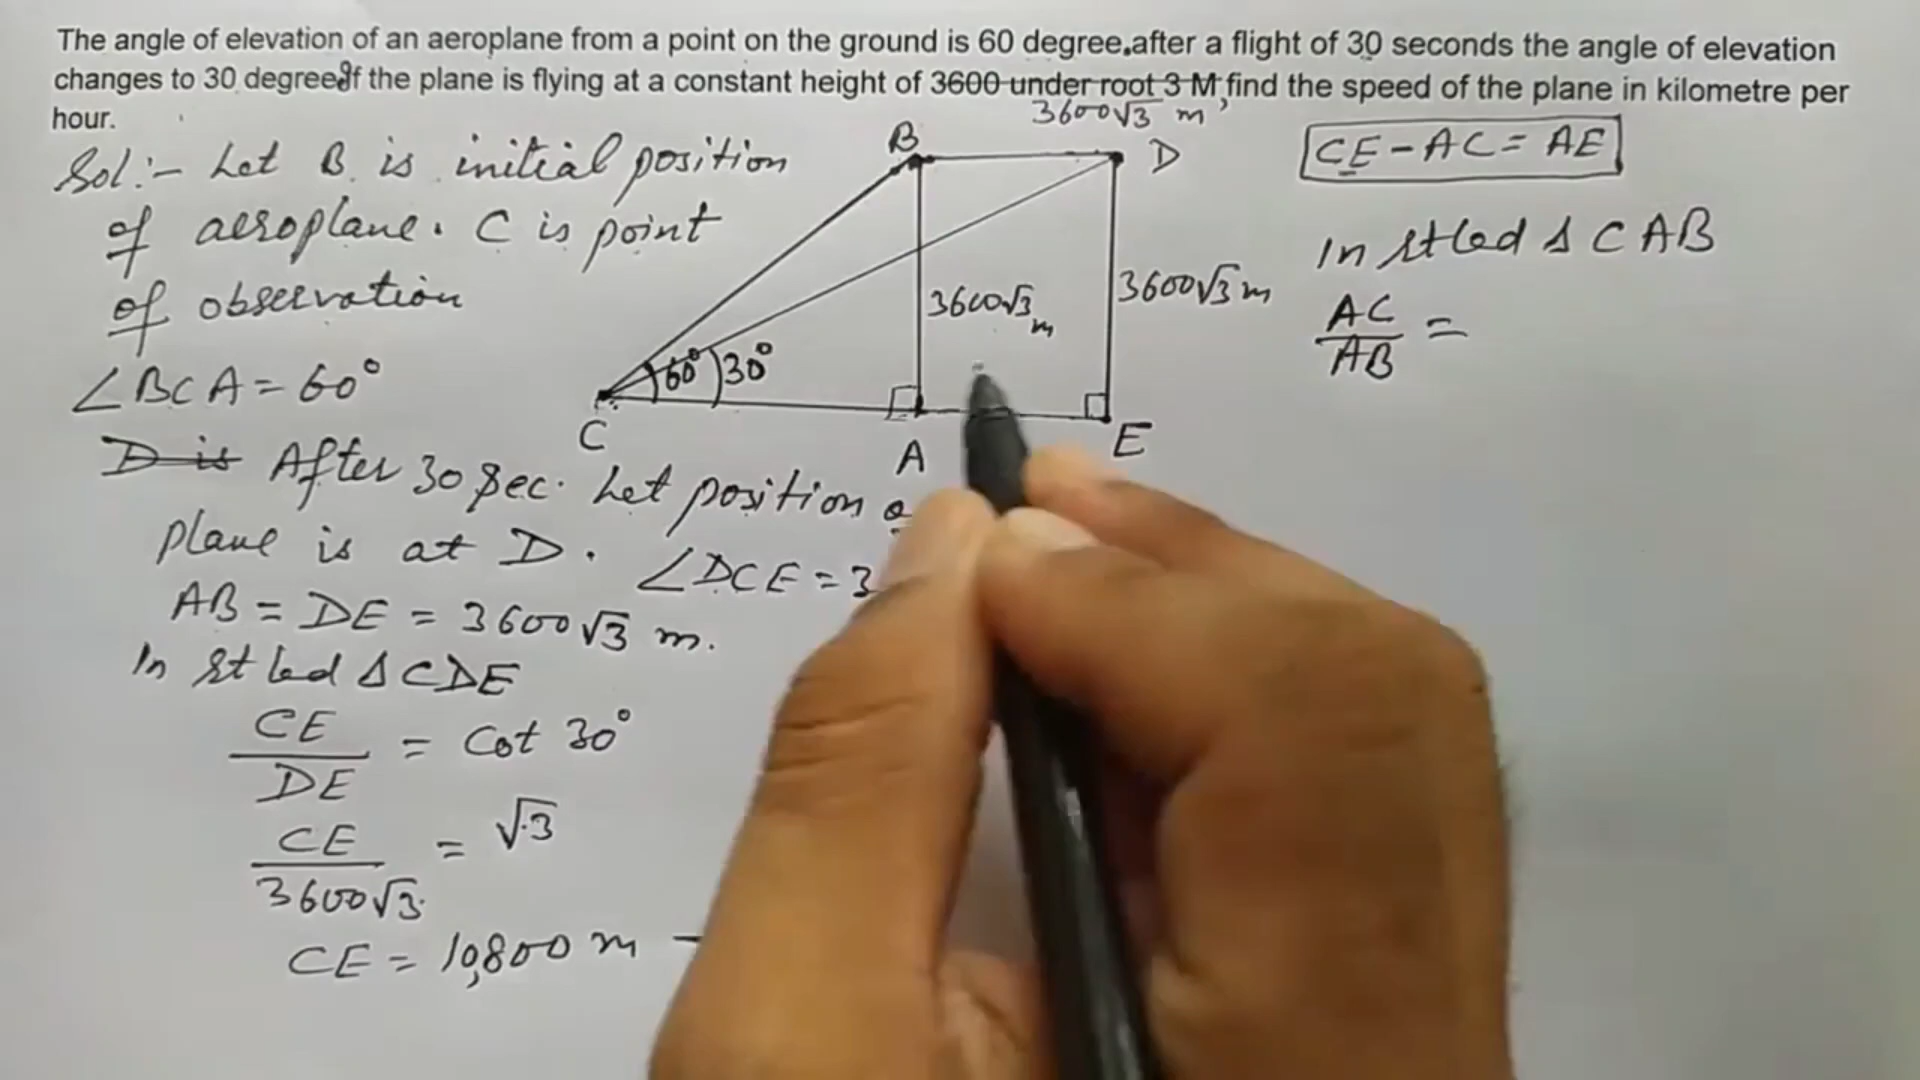 The angle of elevation of an aeroplane from a point on the ground is 60 degree.after a flight of 30 seconds the angle of elevation
changes to 30 degree If the plane is flying at a constant height of 3600 under root 3 M find the speed of the plane in kilometre per
hour.
3600√3 m,
Sol:- Let B is initial position
of aeroplane. C is point
of observation
∠BCA = 60°
D is After 30 sec. Let position
plane is at D. ∠DCE = 3
AB = DE = 3600√3 m.
In rt led Δ CDE
CE/DE = Cot 30°
CE/3600√3 = √3
CE = 10,800 m -
B
D
60°
30°
3600√3 m
3600√3 m
C
A
E
CE - AC = AE
In rt led Δ CAB
AC/AB =